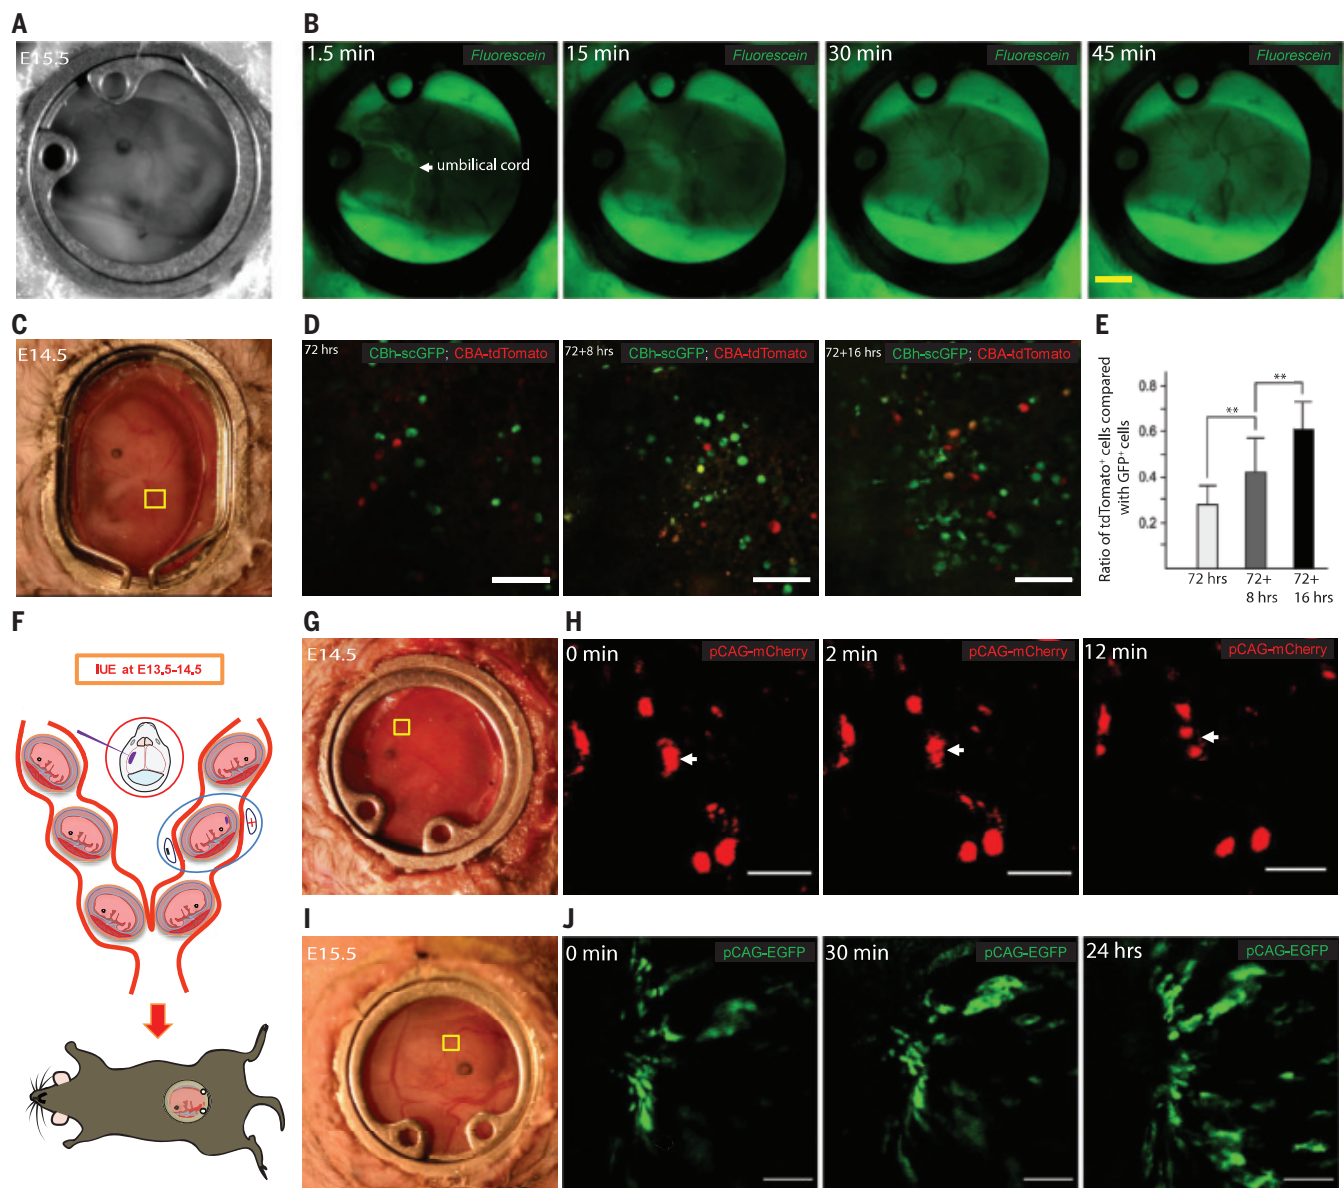 A
E15.5
B
1.5 min
Fluorescein
umbilical cord
15 min
Fluorescein
30 min
Fluorescein
45 min
Fluorescein
C
E14.5
D
72 hrs
CBh-scGFP; CBA-tdTomato
72+8 hrs
CBh-scGFP; CBA-tdTomato
72+16 hrs
CBh-scGFP; CBA-tdTomato
E
Ratio of tdTomato+ cells compared
with GFP+ cells
0.8
0.6
0.4
0.2
**
**
72 hrs
72+
8 hrs
72+
16 hrs
F
IUE at E13.5-14.5
-
+
G
E14.5
H
0 min
pCAG-mCherry
2 min
pCAG-mCherry
12 min
pCAG-mCherry
I
E15.5
J
0 min
pCAG-EGFP
30 min
pCAG-EGFP
24 hrs
pCAG-EGFP